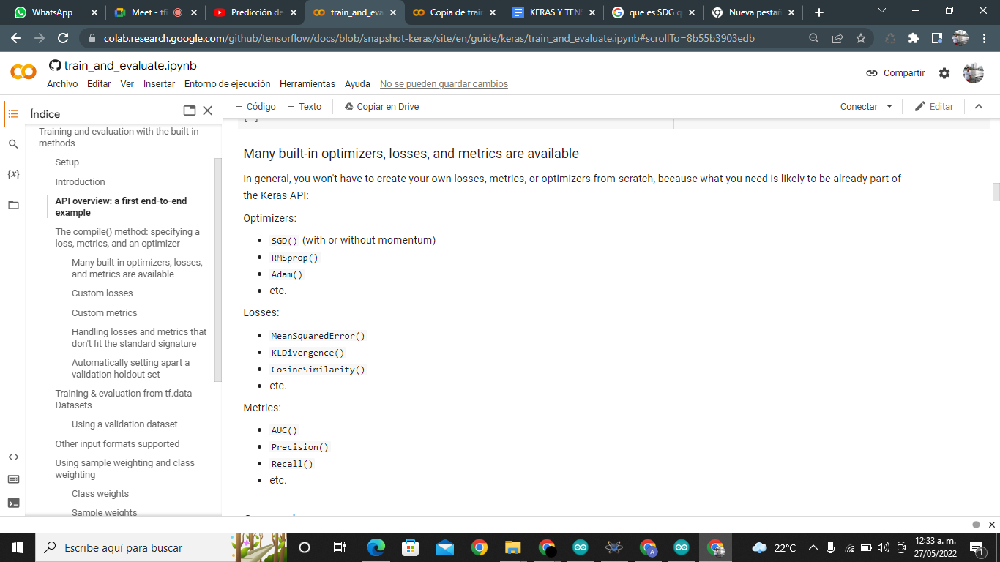 WhatsApp
Meet - tfi
Predicción de
train_and_eva
Copia de train
KERAS Y TENS
que es SDG q
Nueva pestañ
colab.research.google.com/github/tensorflow/docs/blob/snapshot-keras/site/en/guide/keras/train_and_evaluate.ipynb#scrollTo=8b55b3903edb
CO
train_and_evaluate.ipynb
Archivo Editar Ver Insertar Entorno de ejecución Herramientas Ayuda No se pueden guardar cambios
Compartir
Índice
+ Código + Texto Copiar en Drive
Conectar
Editar
Training and evaluation with the built-in
methods
Setup
Introduction
API overview: a first end-to-end
example
The compile() method: specifying a
loss, metrics, and an optimizer
Many built-in optimizers, losses,
and metrics are available
Custom losses
Custom metrics
Handling losses and metrics that
don't fit the standard signature
Automatically setting apart a
validation holdout set
Training & evaluation from tf.data
Datasets
Using a validation dataset
Other input formats supported
Using sample weighting and class
weighting
Class weights
Sample weights
{x}
[ ]
Many built-in optimizers, losses, and metrics are available
In general, you won't have to create your own losses, metrics, or optimizers from scratch, because what you need is likely to be already part of
the Keras API:
Optimizers:
• SGD() (with or without momentum)
• RMSprop()
• Adam()
• etc.
Losses:
• MeanSquaredError()
• KLDivergence()
• CosineSimilarity()
• etc.
Metrics:
• AUC()
• Precision()
• Recall()
• etc.
Escribe aquí para buscar
22°C
12:33 a. m.
27/05/2022
1